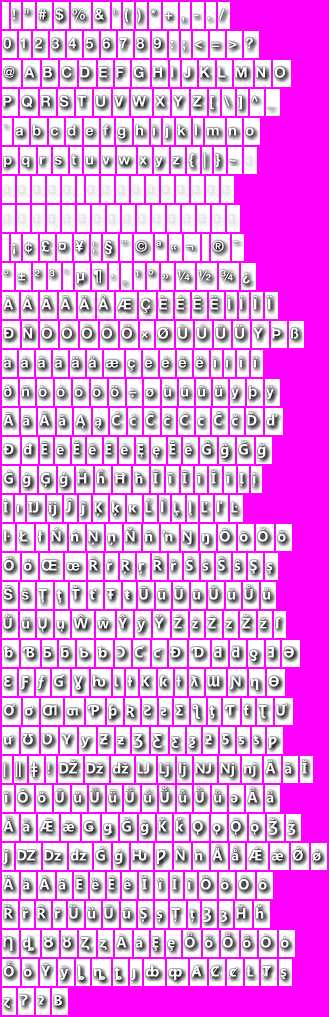 ! " # $ % & ' ( ) * + , - . /
0 1 2 3 4 5 6 7 8 9 : ; < = > ?
@ A B C D E F G H I J K L M N O
P Q R S T U V W X Y Z [ \ ] ^ _
` a b c d e f g h i j k l m n o
p q r s t u v w x y z { | } ~
¡ ¢ £ ¤ ¥ ¦ § ¨ © ª « ¬ ® ¯
° ± ² ³ ´ µ ¶ · ¸ ¹ º » ¼ ½ ¾ ¿
À Á Â Ã Ä Å Æ Ç È É Ê Ë Ì Í Î Ï
Ð Ñ Ò Ó Ô Õ Ö × Ø Ù Ú Û Ü Ý Þ ß
à á â ã ä å æ ç è é ê ë ì í î ï
ð ñ ò ó ô õ ö ÷ ø ù ú û ü ý þ ÿ
Ā ā Ă ă Ą ą Ć ć Ĉ ĉ Ċ ċ Č č Ď ď
Đ đ Ē ē Ĕ ĕ Ė ė Ę ę Ě ě Ĝ ĝ Ğ ğ
Ġ ġ Ģ ģ Ĥ ĥ Ħ ħ Ĩ ĩ Ī ī Ĭ ĭ Į į
İ ı Ĳ ĳ Ĵ ĵ Ķ ķ ĸ Ĺ ĺ Ļ ļ Ľ ľ Ŀ
ŀ Ł ł Ń ń Ņ ņ Ň ň ŉ Ŋ ŋ Ō ō Ŏ ŏ
Ő ő Œ œ Ŕ ŕ Ŗ ŗ Ř ř Ś ś Ŝ ŝ Ş ş
Š š Ţ ţ Ť ť Ŧ ŧ Ũ ũ Ū ū Ŭ ŭ Ů ů
Ű ű Ų ų Ŵ ŵ Ŷ ŷ Ÿ Ź ź Ż ż Ž ž ſ
ƀ Ɓ Ƃ ƃ Ƅ ƅ Ɔ Ƈ ƈ Ɖ Ɗ Ƌ ƌ ƍ Ǝ Ə
Ɛ Ƒ ƒ Ɠ Ɣ ƕ Ɩ Ɨ Ƙ ƙ ƚ ƛ Ɯ Ɲ ƞ Ɵ
Ơ ơ Ƣ ƣ Ƥ ƥ Ʀ Ƨ ƨ Ʃ ƪ ƫ Ƭ ƭ Ʈ Ư
ư Ʊ Ʋ Ƴ ƴ Ƶ ƶ Ʒ Ƹ ƹ ƺ ƻ Ƽ ƽ ƾ ƿ
ǀ ǁ ǂ ǃ Ǆ ǅ ǆ Ǉ ǈ ǉ Ǌ ǋ ǌ Ǎ ǎ Ǐ
ǐ Ǒ ǒ Ǔ ǔ Ǖ ǖ Ǘ ǘ Ǚ ǚ Ǜ ǜ ǝ Ǟ ǟ
Ǡ ǡ Ǣ ǣ Ǥ ǥ Ǧ ǧ Ǩ ǩ Ǫ ǫ Ǭ ǭ Ǯ ǯ
ǰ Ǳ ǲ ǳ Ǵ ǵ Ƕ Ƿ Ǹ ǹ Ǻ ǻ Ǽ ǽ Ǿ ǿ
Ȁ ȁ Ȃ ȃ Ȅ ȅ Ȇ ȇ Ȉ ȉ Ȋ ȋ Ȍ ȍ Ȏ ȏ
Ȑ ȑ Ȓ ȓ Ȕ ȕ Ȗ ȗ Ș ș Ț ț Ȝ ȝ Ȟ ȟ
Ƞ ȡ Ȣ ȣ Ȥ ȥ Ȧ ȧ Ȩ ȩ Ȫ ȫ Ȭ ȭ Ȯ ȯ
Ȱ ȱ Ȳ ȳ ȴ ȵ ȶ ȷ ȸ ȹ Ⱥ Ȼ ȼ Ƚ Ⱦ ȿ
ɀ Ɂ ɂ Ƀ